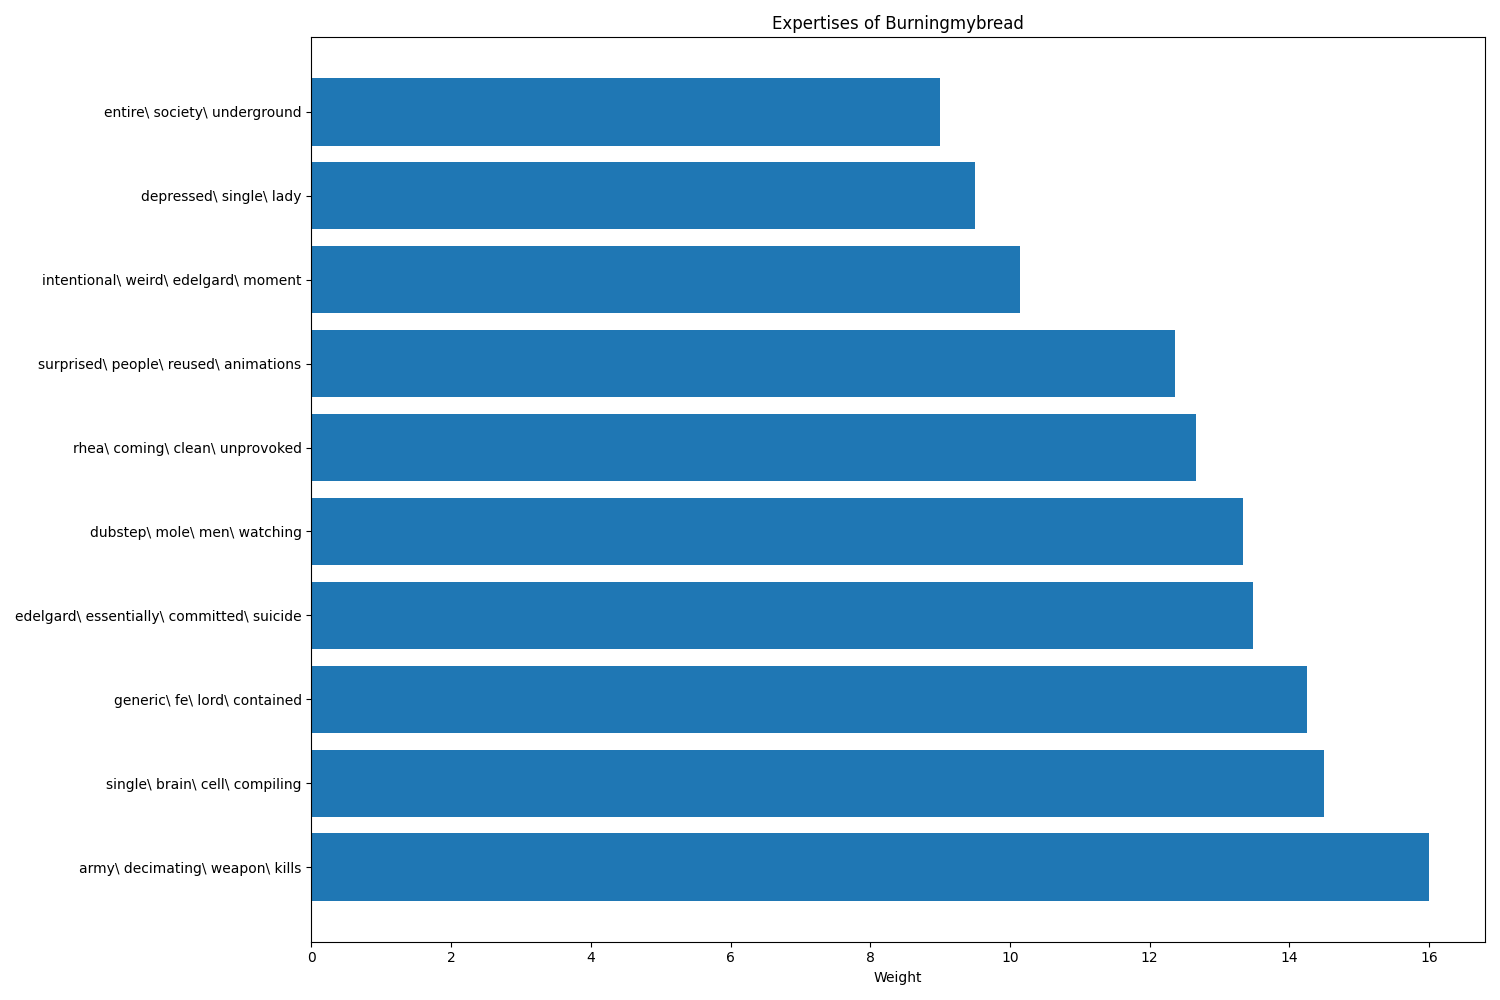 Expertises of Burningmybread
entire\ society\ underground
depressed\ single\ lady
intentional\ weird\ edelgard\ moment
surprised\ people\ reused\ animations
rhea\ coming\ clean\ unprovoked
dubstep\ mole\ men\ watching
edelgard\ essentially\ committed\ suicide
generic\ fe\ lord\ contained
single\ brain\ cell\ compiling
army\ decimating\ weapon\ kills
0 2 4 6 8 10 12 14 16
Weight